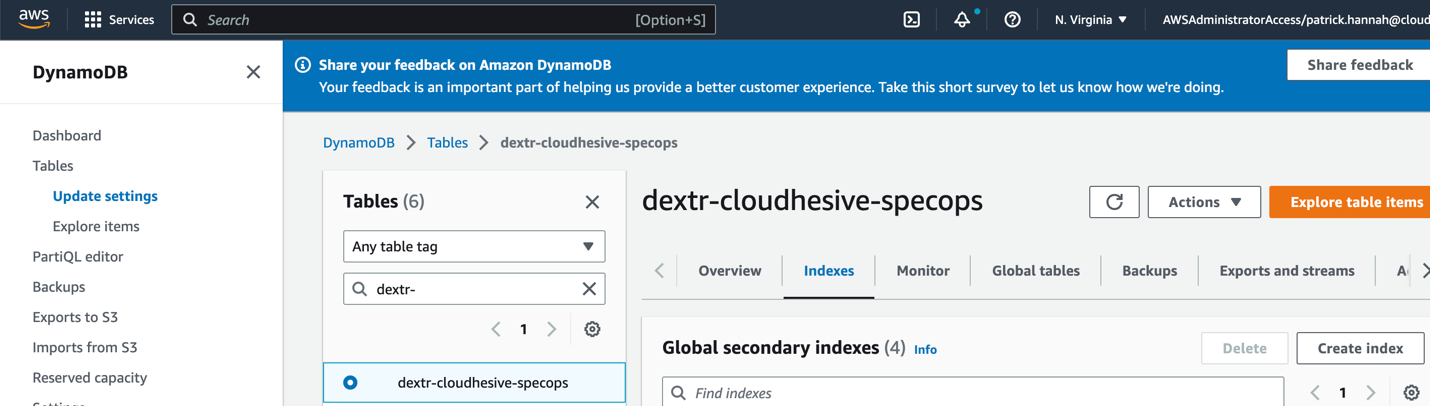 aws
Services
Search
[Option+S]
N. Virginia
AWSAdministratorAccess/patrick.hannah@cloud
DynamoDB
Share your feedback on Amazon DynamoDB
Your feedback is an important part of helping us provide a better customer experience. Take this short survey to let us know how we're doing.
Share feedback
Dashboard
Tables
Update settings
Explore items
PartiQL editor
Backups
Exports to S3
Imports from S3
Reserved capacity
Settings
DynamoDB > Tables > dextr-cloudhesive-specops
Tables (6)
Any table tag
dextr-
1
dextr-cloudhesive-specops
dextr-cloudhesive-specops
Actions
Explore table items
Overview
Indexes
Monitor
Global tables
Backups
Exports and streams
A
Global secondary indexes (4) Info
Delete
Create index
Find indexes
1